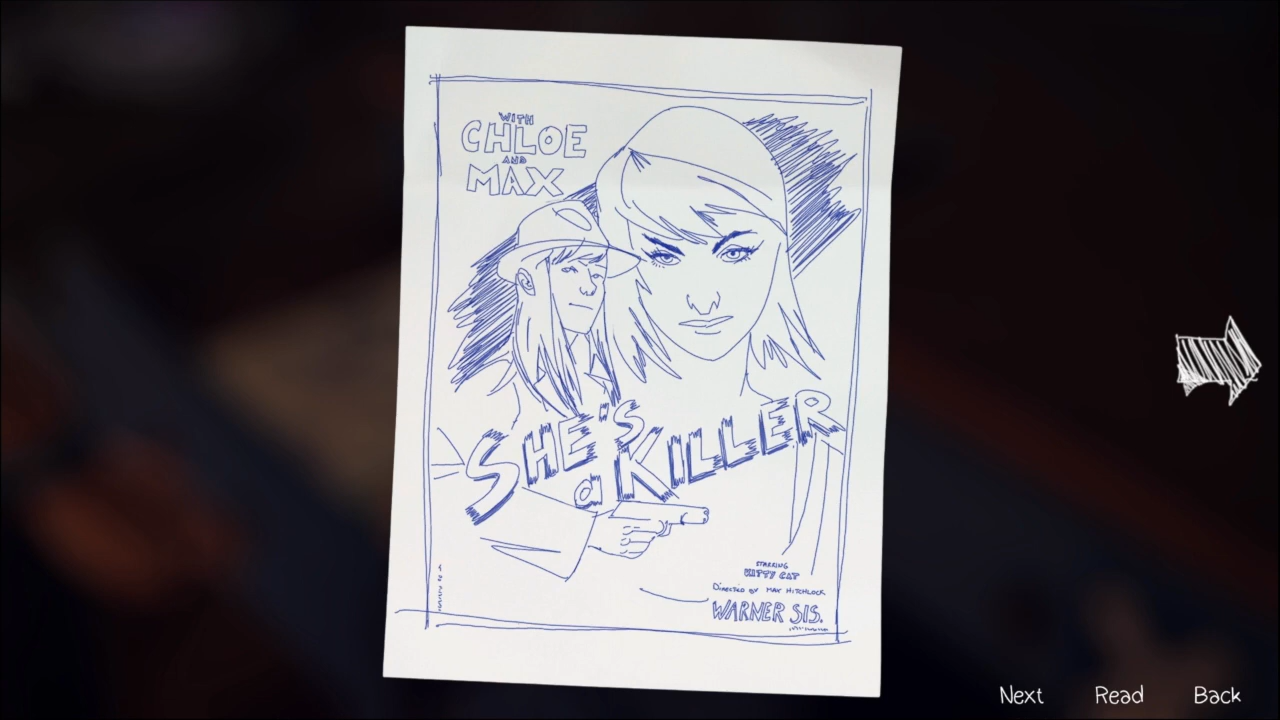 WITH
CHLOE
AND
MAX
SHE'S
a KILLER
STARRING
KITTY CAT
DIRECTED BY MAX HITCHLOCK
WARNER SIS.
Next Read Back